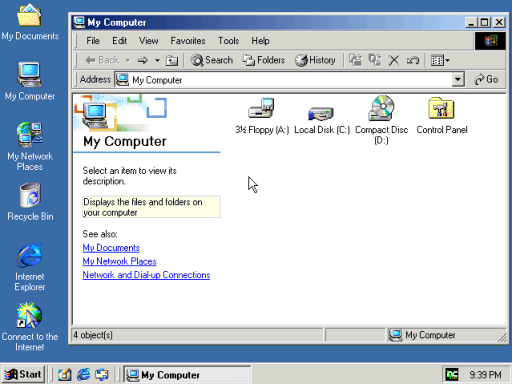 My Documents
My Computer
My Network
Places
Recycle Bin
Internet
Explorer
Connect to the
Internet
My Computer
File Edit View Favorites Tools Help
Back Search Folders History
Address My Computer Go
My Computer
Select an item to view its
description.
Displays the files and folders on
your computer
See also:
My Documents
My Network Places
Network and Dial-up Connections
3½ Floppy (A:) Local Disk (C:) Compact Disc
(D:) Control Panel
4 object(s) My Computer
Start My Computer 9:39 PM